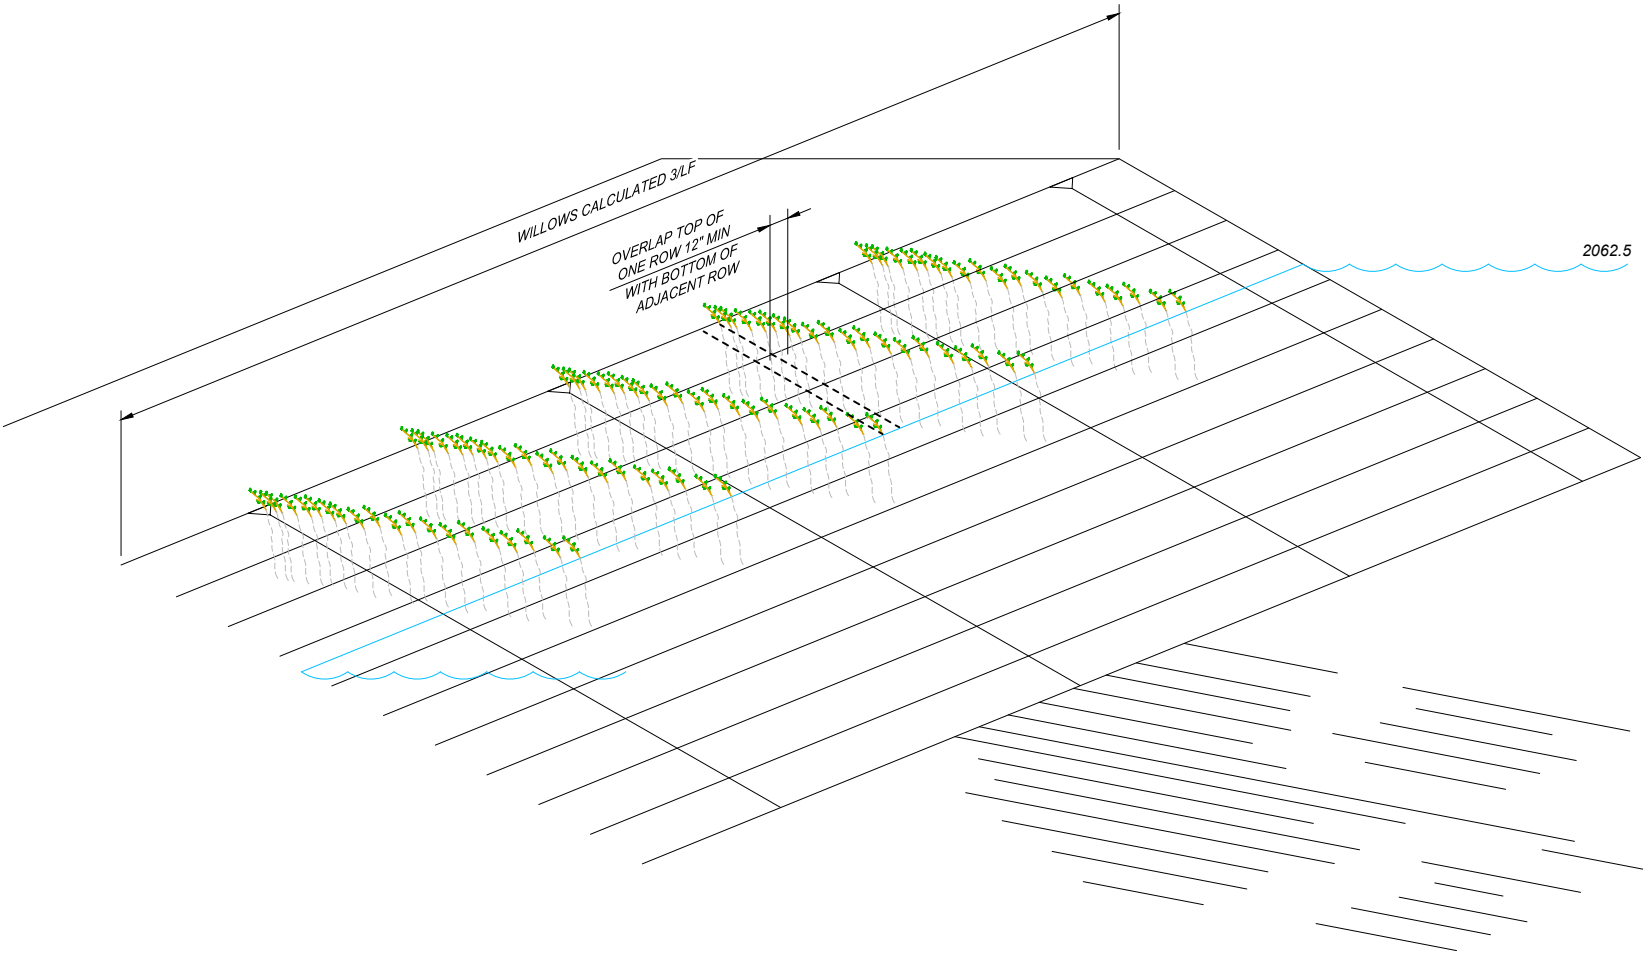 WILLOWS CALCULATED 3/LF
OVERLAP TOP OF
ONE ROW 12" MIN
WITH BOTTOM OF
ADJACENT ROW
2062.5